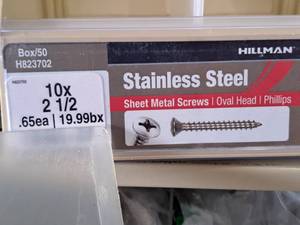 Box/50
H823702
HILLMAN
H823702
10x
2 1/2
.65ea | 19.99bx
Stainless Steel
Sheet Metal Screws | Oval Head | Phillips